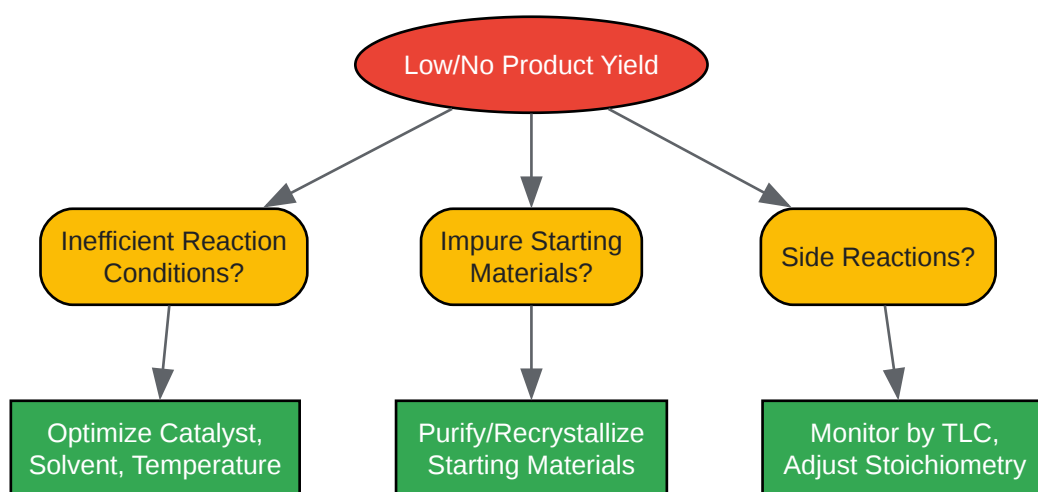 Low/No Product Yield
Inefficient Reaction
Conditions?
Impure Starting
Materials?
Side Reactions?
Optimize Catalyst,
Solvent, Temperature
Purify/Recrystallize
Starting Materials
Monitor by TLC,
Adjust Stoichiometry